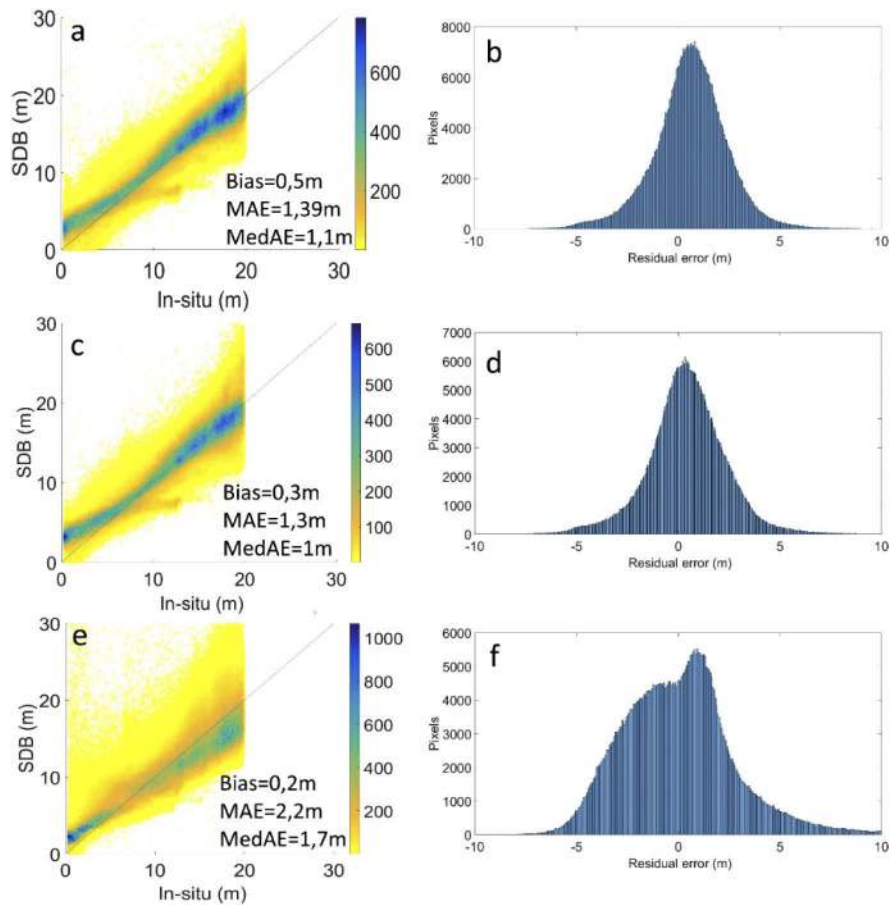 a
30
20
10
0
SDB (m)
0 10 20 30
In-situ (m)
600
400
200
Bias=0,5m
MAE=1,39m
MedAE=1,1m
b
8000
6000
4000
2000
0
Pixels
-10 -5 0 5 10
Residual error (m)
c
30
20
10
0
SDB (m)
0 10 20 30
In-situ (m)
600
500
400
300
200
100
Bias=0,3m
MAE=1,3m
MedAE=1m
d
7000
6000
5000
4000
3000
2000
1000
0
Pixels
-10 -5 0 5 10
Residual error (m)
e
30
20
10
0
SDB (m)
0 10 20 30
In-situ (m)
1000
800
600
400
200
Bias=0,2m
MAE=2,2m
MedAE=1,7m
f
6000
5000
4000
3000
2000
1000
0
Pixels
-10 -5 0 5 10
Residual error (m)